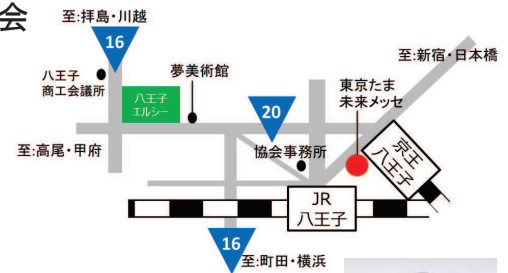 会
至:拝島・川越
16
至:新宿・日本橋
八王子
商工会議所
夢美術館
八王子
エルシー
東京たま
未来メッセ
20
京王
八王子
至:高尾・甲府
協会事務所
JR
八王子
16
至:町田・横浜